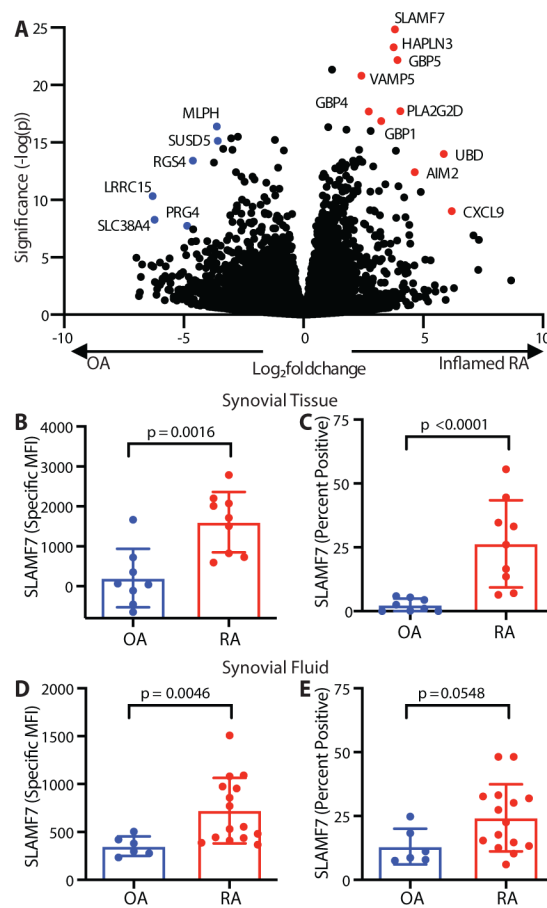 A
25
20
15
10
5
0
Significance (-log(p))
SLAMF7
HAPLN3
GBP5
VAMP5
GBP4
PLA2G2D
GBP1
UBD
AIM2
CXCL9
MLPH
SUSD5
RGS4
LRRC15
PRG4
SLC38A4
-10 -5 0 5 10
OA Log2foldchange Inflamed RA
Synovial Tissue
B
SLAMF7 (Specific MFI)
4000
3000
2000
1000
0
p = 0.0016
OA RA
C
SLAMF7 (Percent Positive)
75
50
25
0
p <0.0001
OA RA
Synovial Fluid
D
SLAMF7 (Specific MFI)
2000
1500
1000
500
0
p = 0.0046
OA RA
E
SLAMF7 (Percent Positive)
75
50
25
0
p=0.0548
OA RA